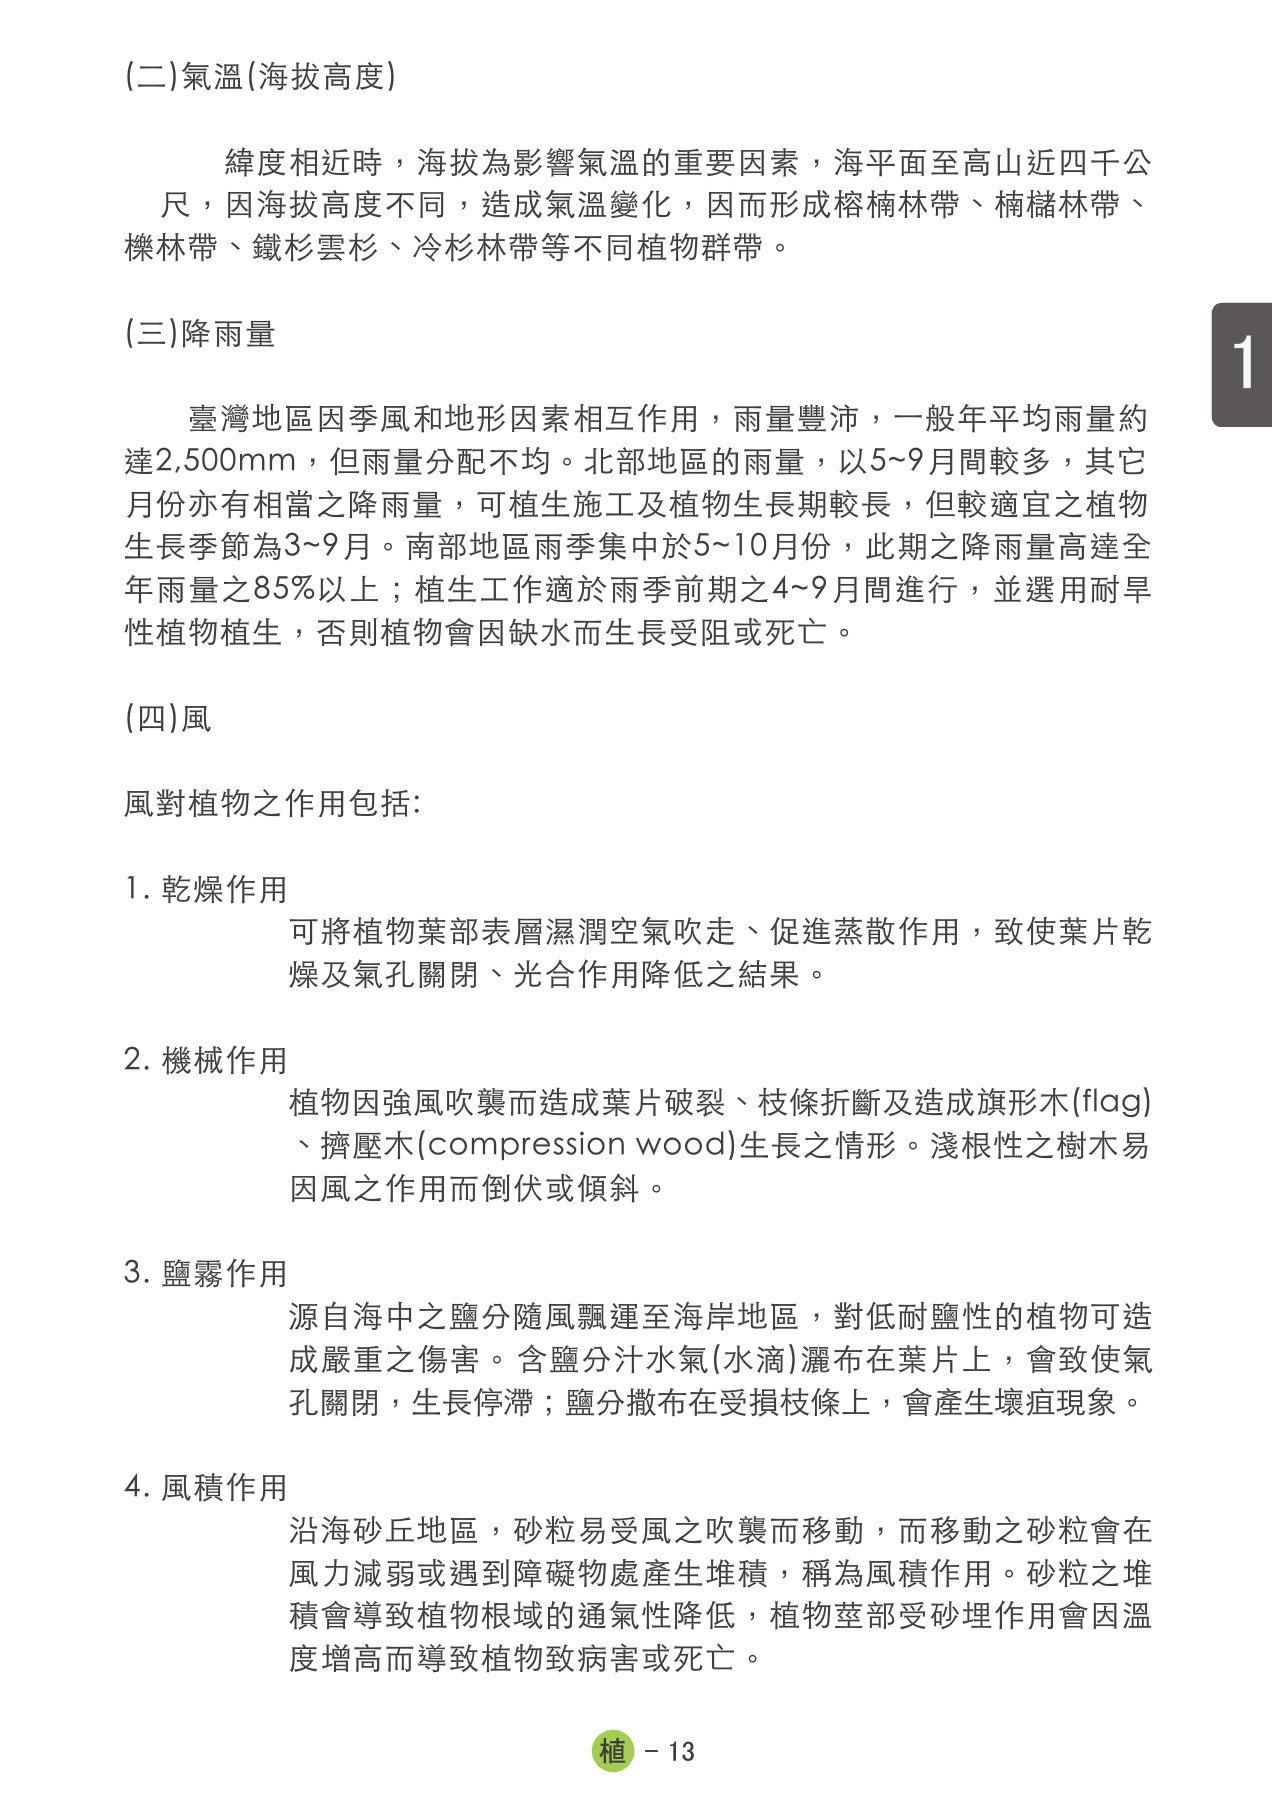 (二)氣溫(海拔高度)
緯度相近時，海拔為影響氣溫的重要因素，海平面至高山近四千公
尺，因海拔高度不同，造成氣溫變化，因而形成榕楠林帶、楠櫧林帶、
櫟林帶、鐵杉雲杉、冷杉林帶等不同植物群帶。
(三)降雨量
1
臺灣地區因季風和地形因素相互作用，雨量豐沛，一般年平均雨量約
達2,500mm，但雨量分配不均。北部地區的雨量，以5~9月間較多，其它
月份亦有相當之降雨量，可植生施工及植物生長期較長，但較適宜之植物
生長季節為3~9月。南部地區雨季集中於5~10月份，此期之降雨量高達全
年雨量之85%以上；植生工作適於雨季前期之4~9月間進行，並選用耐旱
性植物植生，否則植物會因缺水而生長受阻或死亡。
(四)風
風對植物之作用包括:
1. 乾燥作用
可將植物葉部表層濕潤空氣吹走、促進蒸散作用，致使葉片乾
燥及氣孔關閉、光合作用降低之結果。
2. 機械作用
植物因強風吹襲而造成葉片破裂、枝條折斷及造成旗形木(flag)
、擠壓木(compression wood)生長之情形。淺根性之樹木易
因風之作用而倒伏或傾斜。
3. 鹽霧作用
源自海中之鹽分隨風飄運至海岸地區，對低耐鹽性的植物可造
成嚴重之傷害。含鹽分汁水氣(水滴)灑布在葉片上，會致使氣
孔關閉，生長停滯；鹽分撒布在受損枝條上，會產生壞疽現象。
4. 風積作用
沿海砂丘地區，砂粒易受風之吹襲而移動，而移動之砂粒會在
風力減弱或遇到障礙物處產生堆積，稱為風積作用。砂粒之堆
積會導致植物根域的通氣性降低，植物莖部受砂埋作用會因溫
度增高而導致植物致病害或死亡。
植 - 13